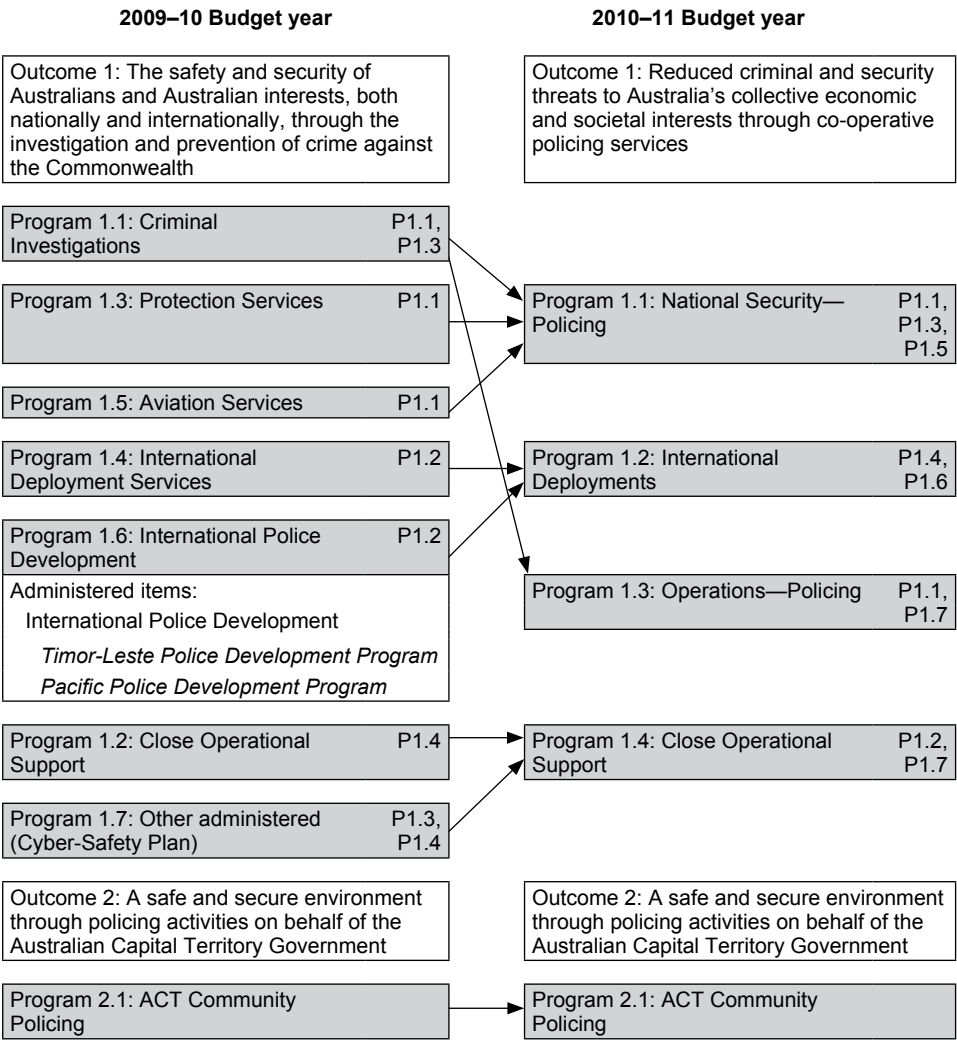 2009–10 Budget year
2010–11 Budget year
Outcome 1: The safety and security of
Australians and Australian interests, both
nationally and internationally, through the
investigation and prevention of crime against
the Commonwealth
Outcome 1: Reduced criminal and security
threats to Australia’s collective economic
and societal interests through co-operative
policing services
Program 1.1: Criminal P1.1,
Investigations P1.3
Program 1.3: Protection Services P1.1
Program 1.1: National Security— P1.1,
Policing P1.3,
P1.5
Program 1.5: Aviation Services P1.1
Program 1.4: International P1.2
Deployment Services
Program 1.2: International P1.4,
Deployments P1.6
Program 1.6: International Police P1.2
Development
Administered items:
International Police Development
Timor-Leste Police Development Program
Pacific Police Development Program
Program 1.3: Operations—Policing P1.1,
P1.7
Program 1.2: Close Operational P1.4
Support
Program 1.4: Close Operational P1.2,
Support P1.7
Program 1.7: Other administered P1.3,
(Cyber-Safety Plan) P1.4
Outcome 2: A safe and secure environment
through policing activities on behalf of the
Australian Capital Territory Government
Outcome 2: A safe and secure environment
through policing activities on behalf of the
Australian Capital Territory Government
Program 2.1: ACT Community
Policing
Program 2.1: ACT Community
Policing